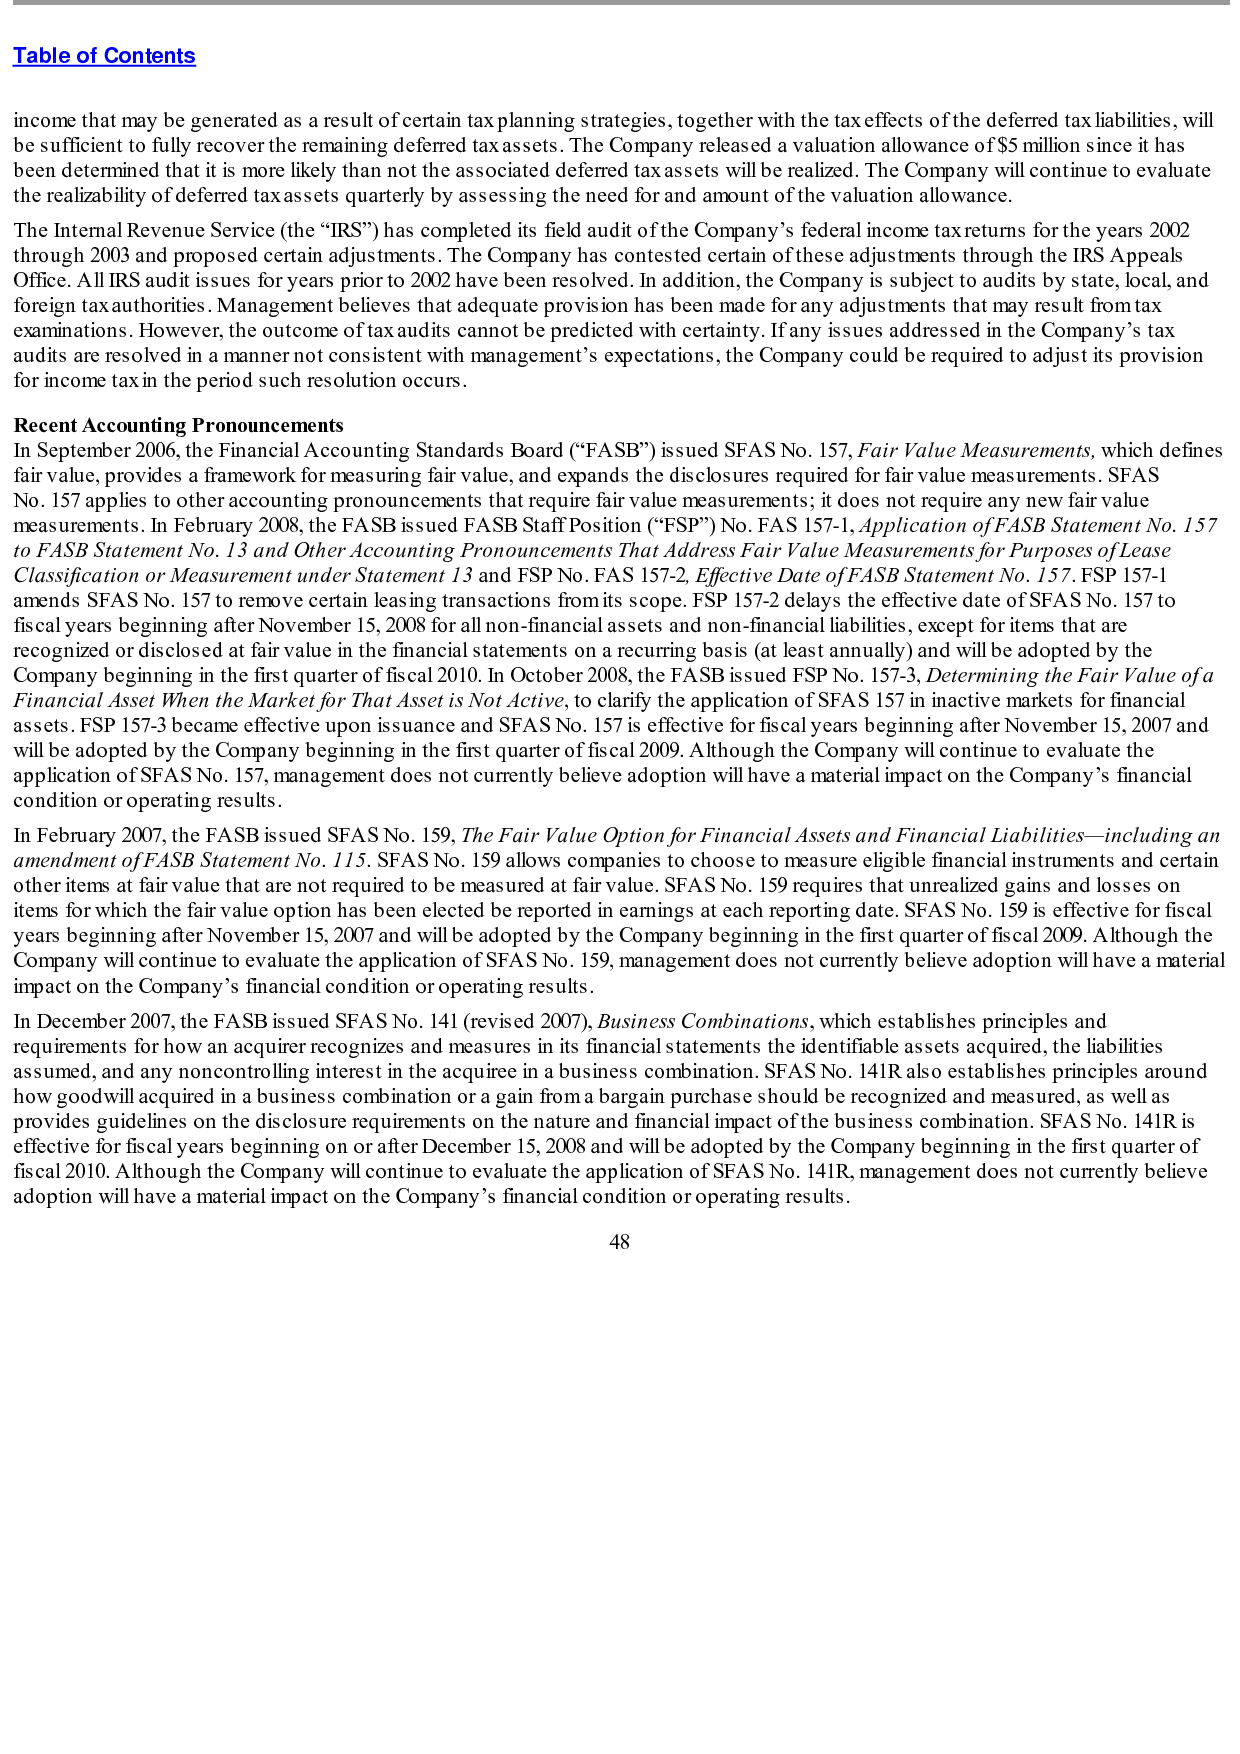 Table of Contents
income that may be generated as a result of certain tax planning strategies, together with the tax effects of the deferred tax liabilities, will
be sufficient to fully recover the remaining deferred tax assets. The Company released a valuation allowance of $5 million since it has
been determined that it is more likely than not the associated deferred tax assets will be realized. The Company will continue to evaluate
the realizability of deferred tax assets quarterly by assessing the need for and amount of the valuation allowance.
The Internal Revenue Service (the “IRS”) has completed its field audit of the Company’s federal income tax returns for the years 2002
through 2003 and proposed certain adjustments. The Company has contested certain of these adjustments through the IRS Appeals
Office. All IRS audit issues for years prior to 2002 have been resolved. In addition, the Company is subject to audits by state, local, and
foreign tax authorities. Management believes that adequate provision has been made for any adjustments that may result from tax
examinations. However, the outcome of tax audits cannot be predicted with certainty. If any issues addressed in the Company’s tax
audits are resolved in a manner not consistent with management’s expectations, the Company could be required to adjust its provision
for income tax in the period such resolution occurs.
Recent Accounting Pronouncements
In September 2006, the Financial Accounting Standards Board (“FASB”) issued SFAS No. 157, Fair Value Measurements, which defines
fair value, provides a framework for measuring fair value, and expands the disclosures required for fair value measurements. SFAS
No. 157 applies to other accounting pronouncements that require fair value measurements; it does not require any new fair value
measurements. In February 2008, the FASB issued FASB Staff Position (“FSP”) No. FAS 157-1, Application of FASB Statement No. 157
to FASB Statement No. 13 and Other Accounting Pronouncements That Address Fair Value Measurements for Purposes of Lease
Classification or Measurement under Statement 13 and FSP No. FAS 157-2, Effective Date of FASB Statement No. 157. FSP 157-1
amends SFAS No. 157 to remove certain leasing transactions from its scope. FSP 157-2 delays the effective date of SFAS No. 157 to
fiscal years beginning after November 15, 2008 for all non-financial assets and non-financial liabilities, except for items that are
recognized or disclosed at fair value in the financial statements on a recurring basis (at least annually) and will be adopted by the
Company beginning in the first quarter of fiscal 2010. In October 2008, the FASB issued FSP No. 157-3, Determining the Fair Value of a
Financial Asset When the Market for That Asset is Not Active, to clarify the application of SFAS 157 in inactive markets for financial
assets. FSP 157-3 became effective upon issuance and SFAS No. 157 is effective for fiscal years beginning after November 15, 2007 and
will be adopted by the Company beginning in the first quarter of fiscal 2009. Although the Company will continue to evaluate the
application of SFAS No. 157, management does not currently believe adoption will have a material impact on the Company’s financial
condition or operating results.
In February 2007, the FASB issued SFAS No. 159, The Fair Value Option for Financial Assets and Financial Liabilities—including an
amendment of FASB Statement No. 115. SFAS No. 159 allows companies to choose to measure eligible financial instruments and certain
other items at fair value that are not required to be measured at fair value. SFAS No. 159 requires that unrealized gains and losses on
items for which the fair value option has been elected be reported in earnings at each reporting date. SFAS No. 159 is effective for fiscal
years beginning after November 15, 2007 and will be adopted by the Company beginning in the first quarter of fiscal 2009. Although the
Company will continue to evaluate the application of SFAS No. 159, management does not currently believe adoption will have a material
impact on the Company’s financial condition or operating results.
In December 2007, the FASB issued SFAS No. 141 (revised 2007), Business Combinations, which establishes principles and
requirements for how an acquirer recognizes and measures in its financial statements the identifiable assets acquired, the liabilities
assumed, and any noncontrolling interest in the acquiree in a business combination. SFAS No. 141R also establishes principles around
how goodwill acquired in a business combination or a gain from a bargain purchase should be recognized and measured, as well as
provides guidelines on the disclosure requirements on the nature and financial impact of the business combination. SFAS No. 141R is
effective for fiscal years beginning on or after December 15, 2008 and will be adopted by the Company beginning in the first quarter of
fiscal 2010. Although the Company will continue to evaluate the application of SFAS No. 141R, management does not currently believe
adoption will have a material impact on the Company’s financial condition or operating results.
48